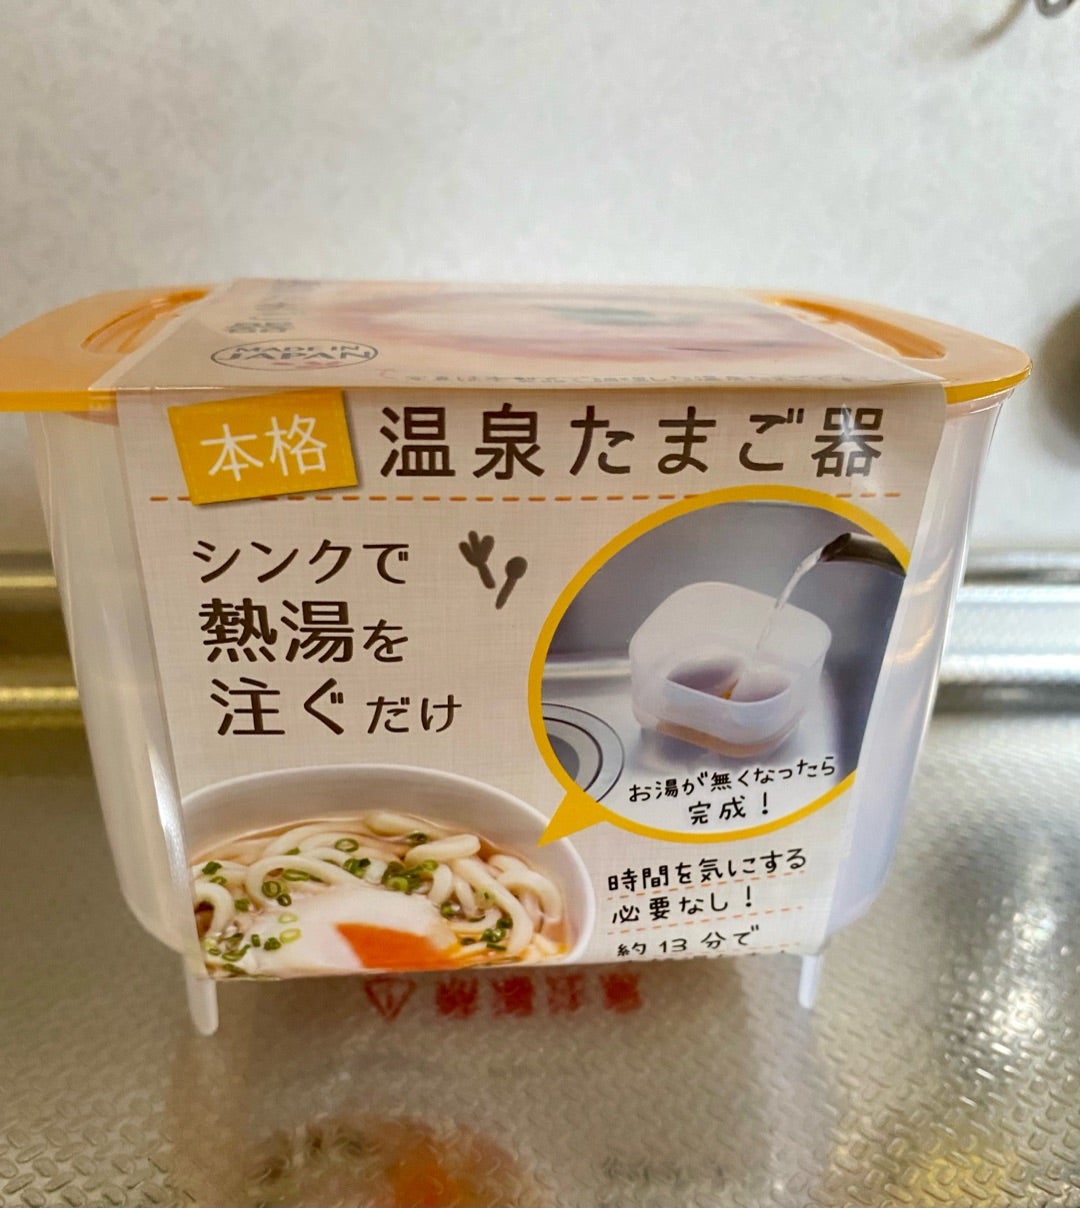 MADE IN
JAPAN
本格
温泉たまご器
シンクで
熱湯を
注ぐだけ
お湯が無くなったら
完成！
時間を気にする
必要なし！
約13分で